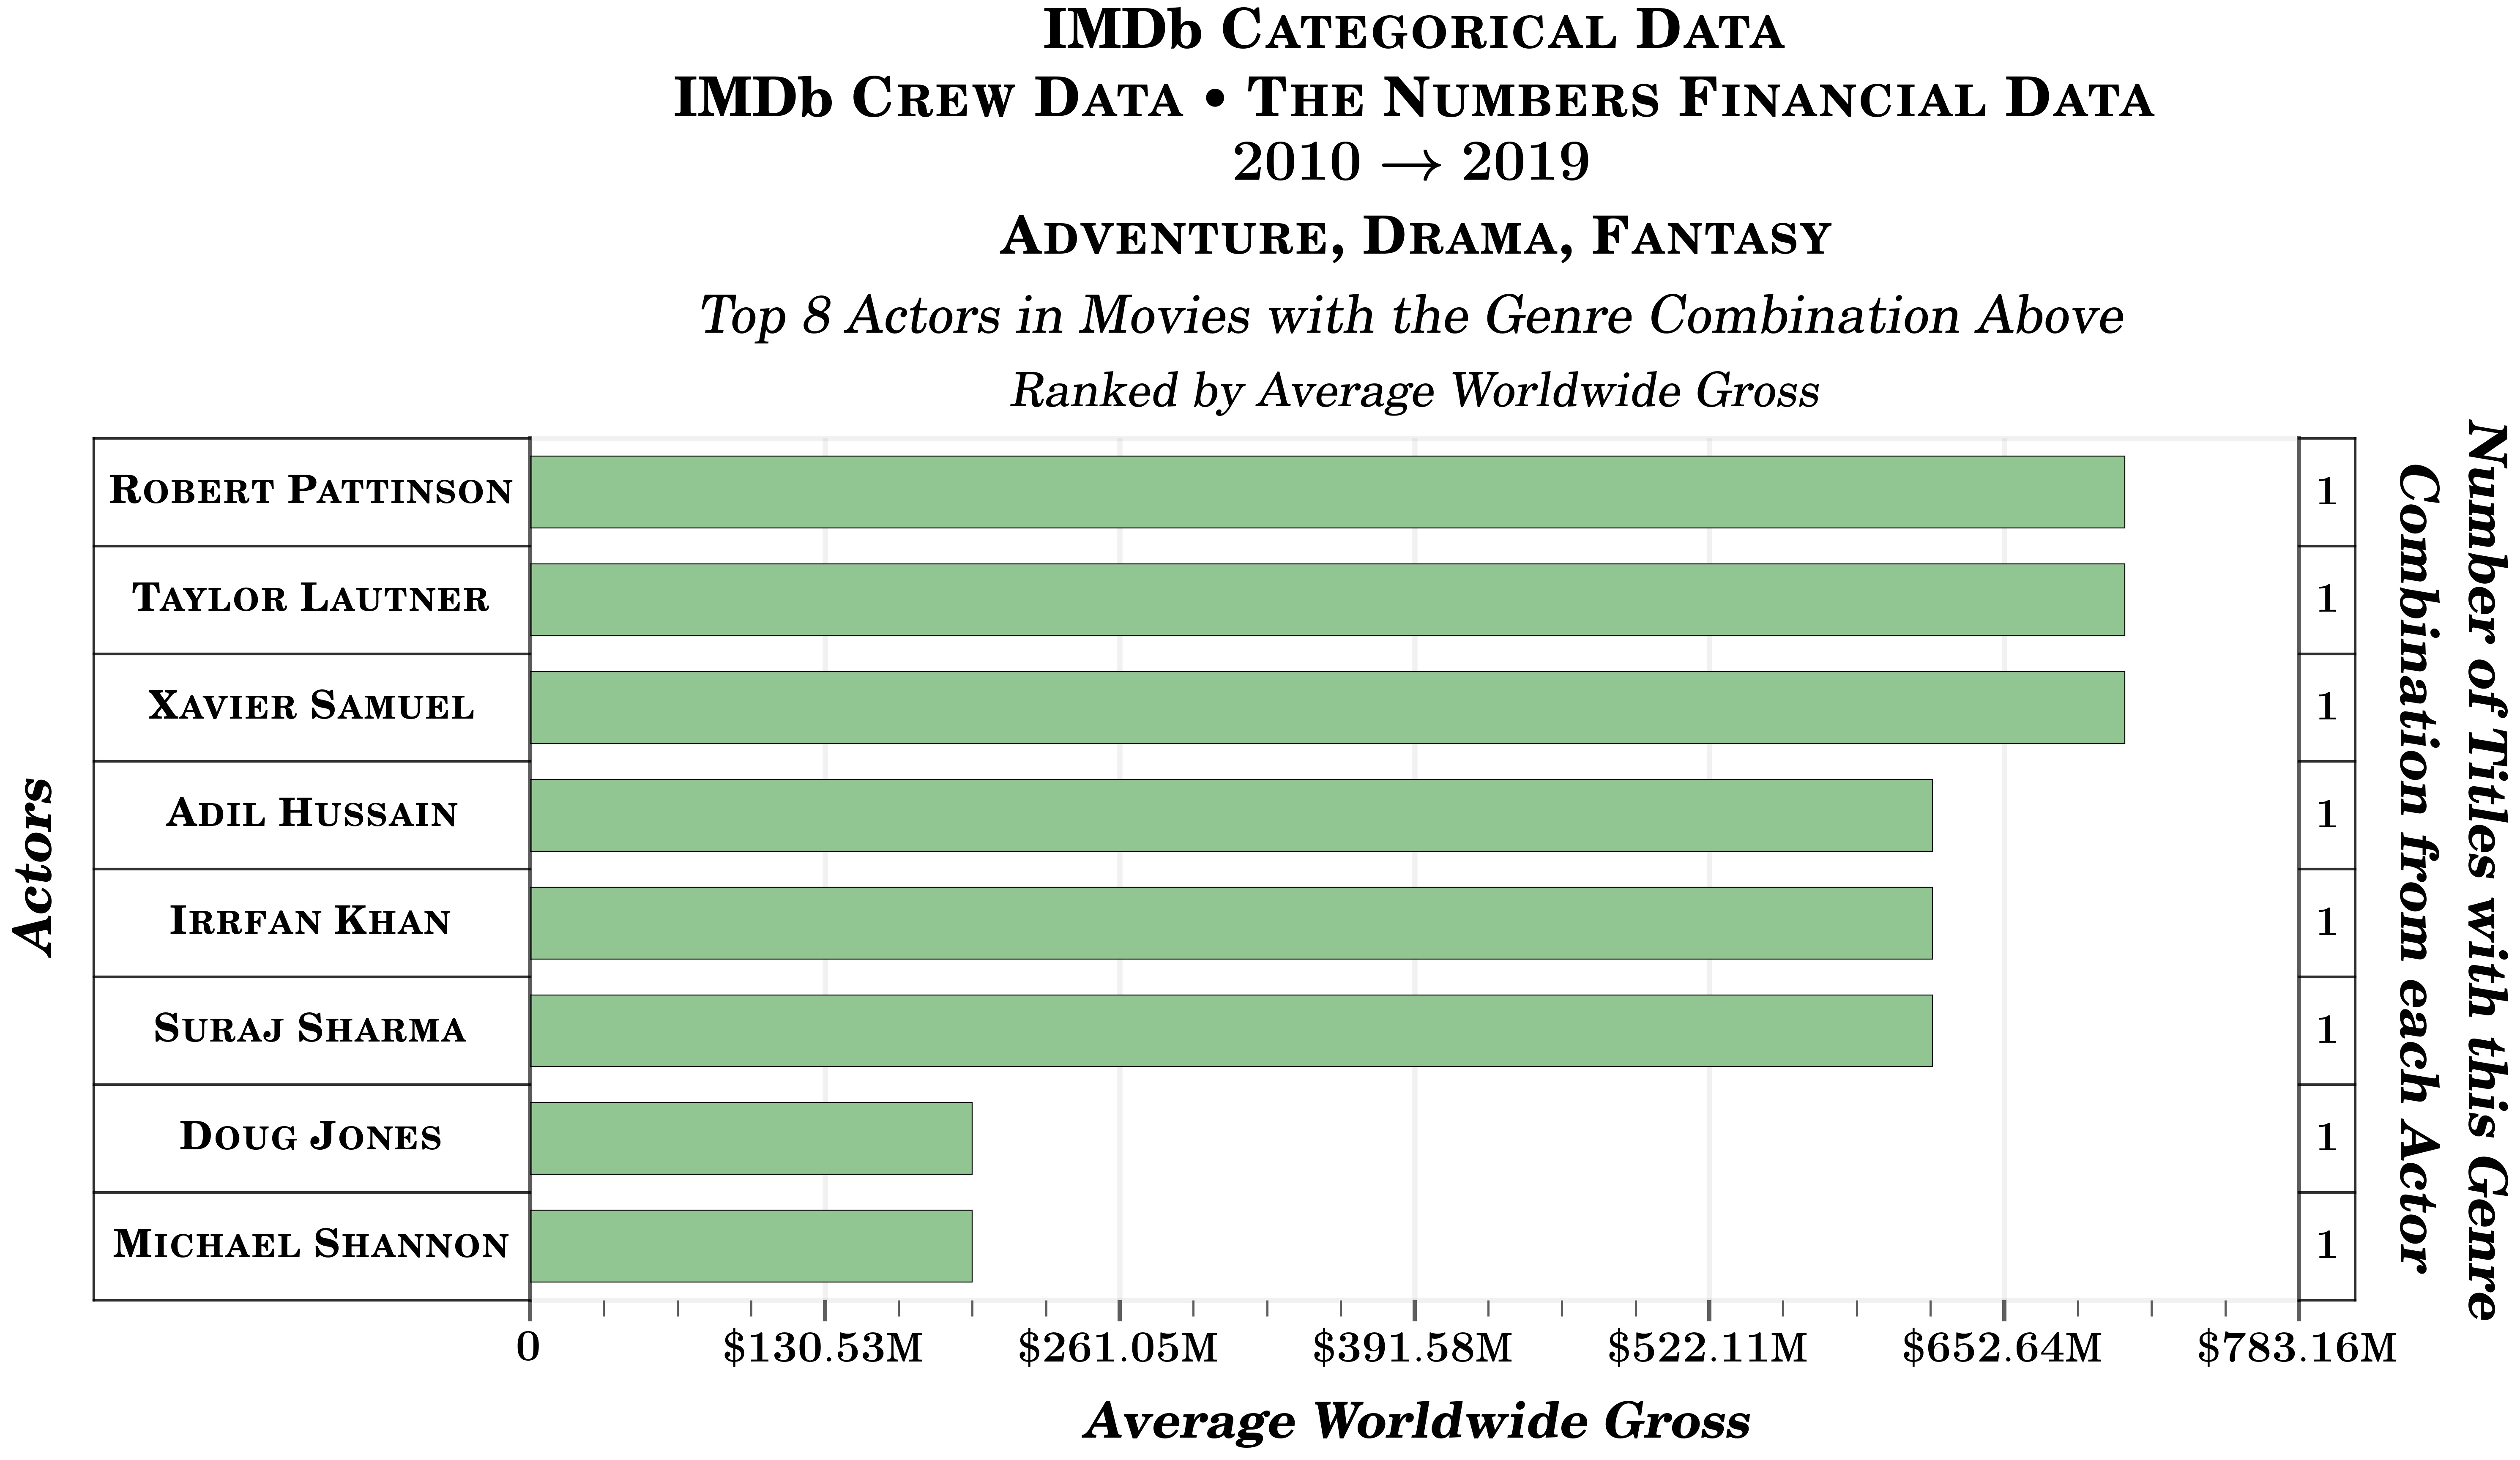 IMDb Categorical Data
IMDb Crew Data • The Numbers Financial Data
2010 → 2019
Adventure, Drama, Fantasy
Top 8 Actors in Movies with the Genre Combination Above
Ranked by Average Worldwide Gross
Actors
Robert Pattinson 1
Taylor Lautner 1
Xavier Samuel 1
Adil Hussain 1
Irrfan Khan 1
Suraj Sharma 1
Doug Jones 1
Michael Shannon 1
Number of Titles with this Genre
Combination from each Actor
0 $130.53M $261.05M $391.58M $522.11M $652.64M $783.16M
Average Worldwide Gross